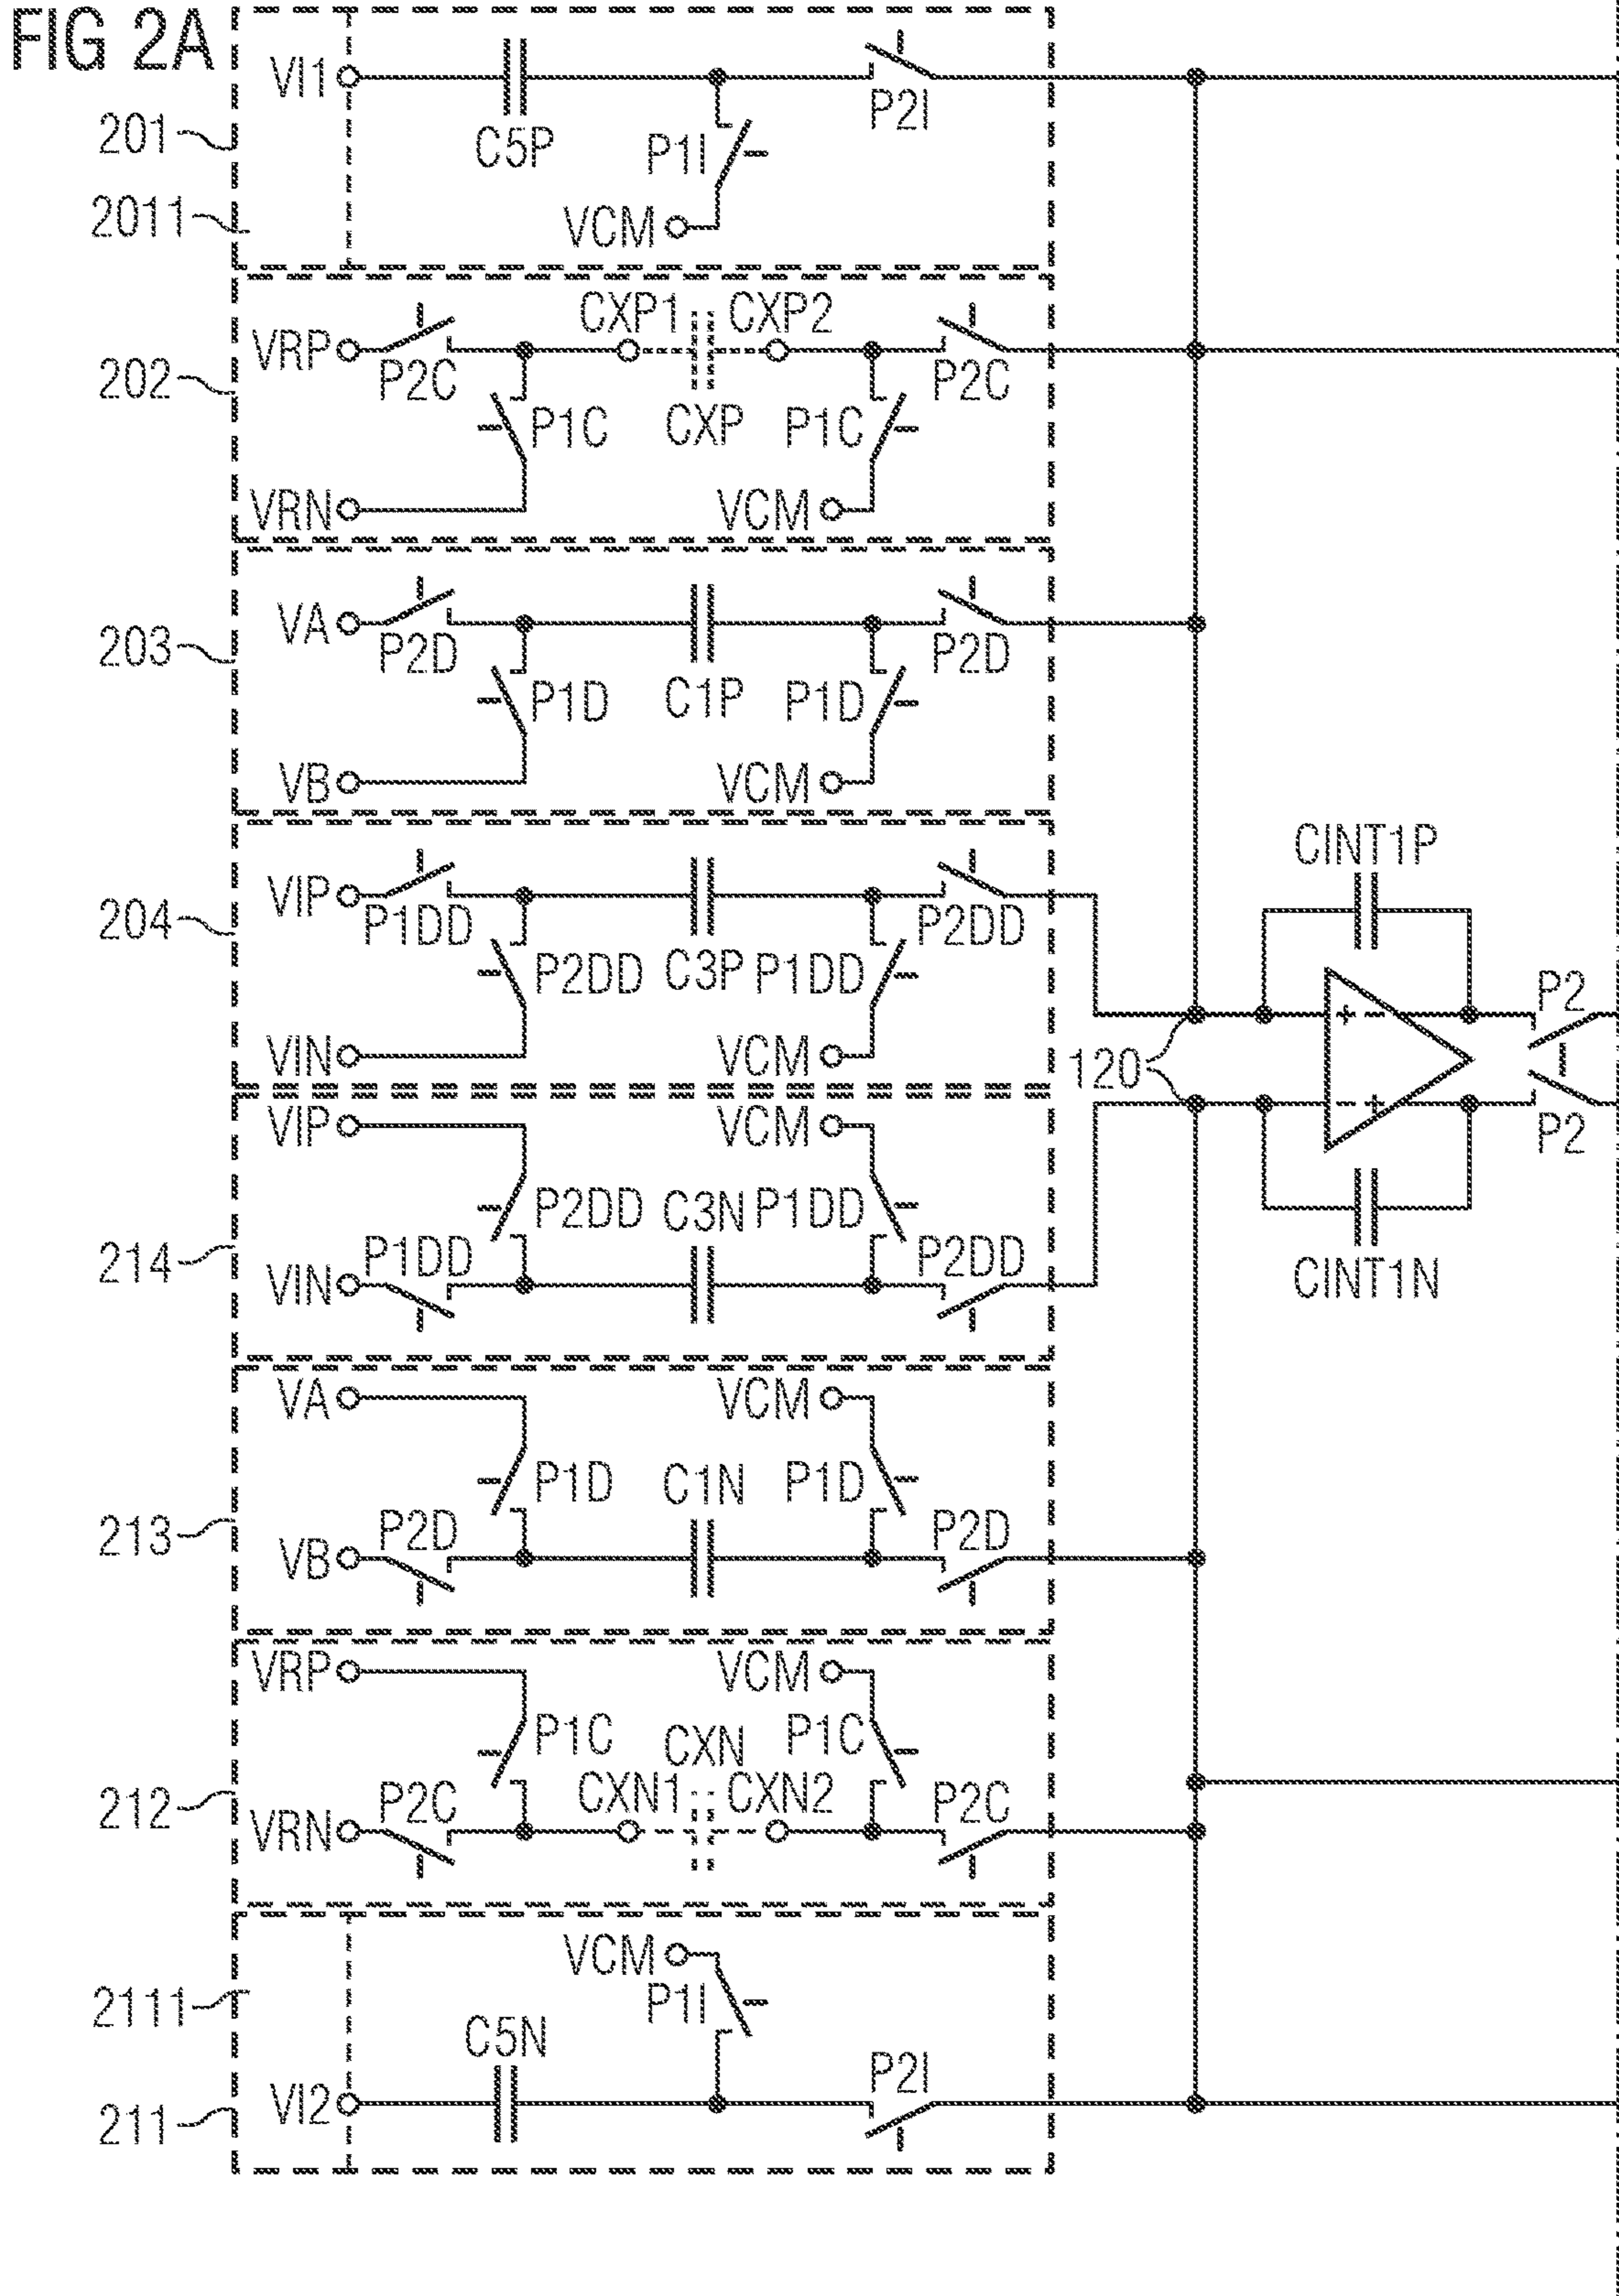 FIG 2A
VI1
C5P
P2I
201
P1I
2011
VCM
CXP1 CXP2
VRP
P2C P2C
202
P1C CXP P1C
VRN VCM
VA
P2D P2D
203
P1D C1P P1D
VB VCM
CINT1P
VIP
204
P1DD P2DD
P2DD C3P P1DD
P2
+ -
VIN VCM
120
- +
VIP VCM
P2
P2DD C3N P1DD
214
P1DD P2DD
VIN
CINT1N
VA VCM
P1D C1N P1D
213
P2D P2D
VB
VRP VCM
P1C CXN P1C
212
P2C CXN1 CXN2 P2C
VRN
VCM
2111
P1I
C5N
P2I
VI2
211